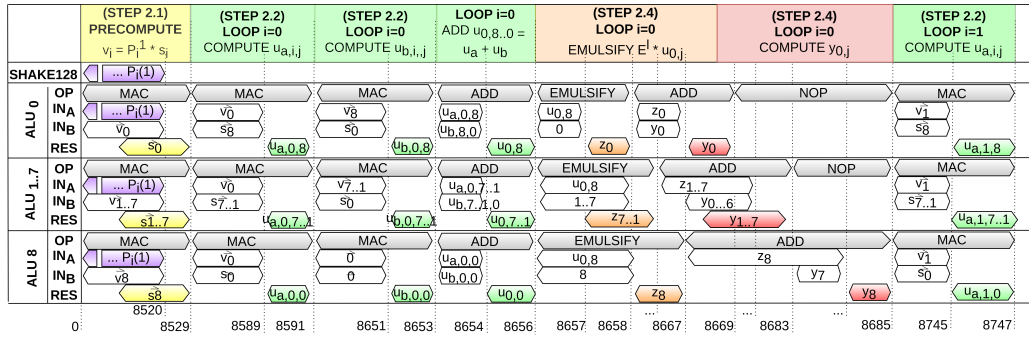 (STEP 2.1) (STEP 2.2) (STEP 2.2) LOOP i=0 (STEP 2.4) (STEP 2.4) (STEP 2.2)
PRECOMPUTE LOOP i=0 LOOP i=0 ADD u0,8..0 = LOOP i=0 LOOP i=0 LOOP i=1
vi = Pi1 * si COMPUTE ua,i,j COMPUTE ub,i,,j ua + ub EMULSIFY El * u0,j COMPUTE y0,j COMPUTE ua,i,j
SHAKE128 ... Pi(1)
ALU 0
OP MAC MAC MAC ADD EMULSIFY ADD NOP MAC
INA ... Pi(1) v0 v8 ua,0,8 u0,8 z0 v1
INB v0 s8 s0 ub,8,0 0 y0 s8
RES s0 ua,0,8 ub,0,8 u0,8 z0 y0 ua,1,8
ALU 1..7
OP MAC MAC MAC ADD EMULSIFY ADD NOP MAC
INA ... Pi(1) v0 v7..1 ua,0,7..1 u0,8 z1..7 v1
INB v1..7 s7..1 s0 ub,7..1,0 1..7 y0...6 s7..1
RES s1..7 ua,0,7..1 ub,0,7..1 u0,7..1 z7..1 y1..7 ua,1,7..1
ALU 8
OP MAC MAC MAC ADD EMULSIFY ADD MAC
INA ... Pi(1) v0 0 ua,0,0 u0,8 z8 v1
INB v8 s0 0 ub,0,0 8 y7 s0
RES s8 ua,0,0 ub,0,0 u0,0 z8 y8 ua,1,0
8520 ... ... ...
0 8529 8589 8591 8651 8653 8654 8656 8657 8658 8667 8669 8683 8685 8745 8747